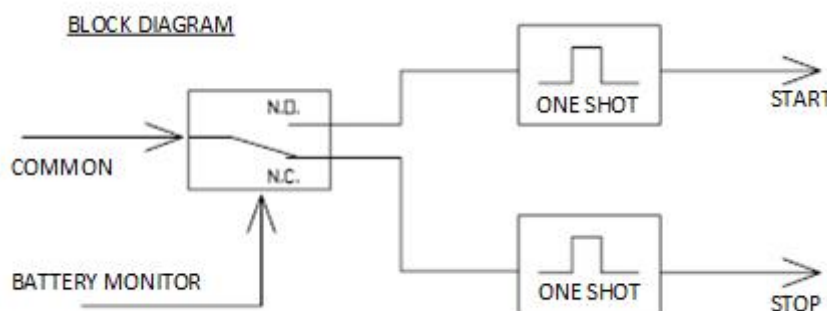 BLOCK DIAGRAM
N.O.
ONE SHOT
START
COMMON
N.C.
BATTERY MONITOR
ONE SHOT
STOP